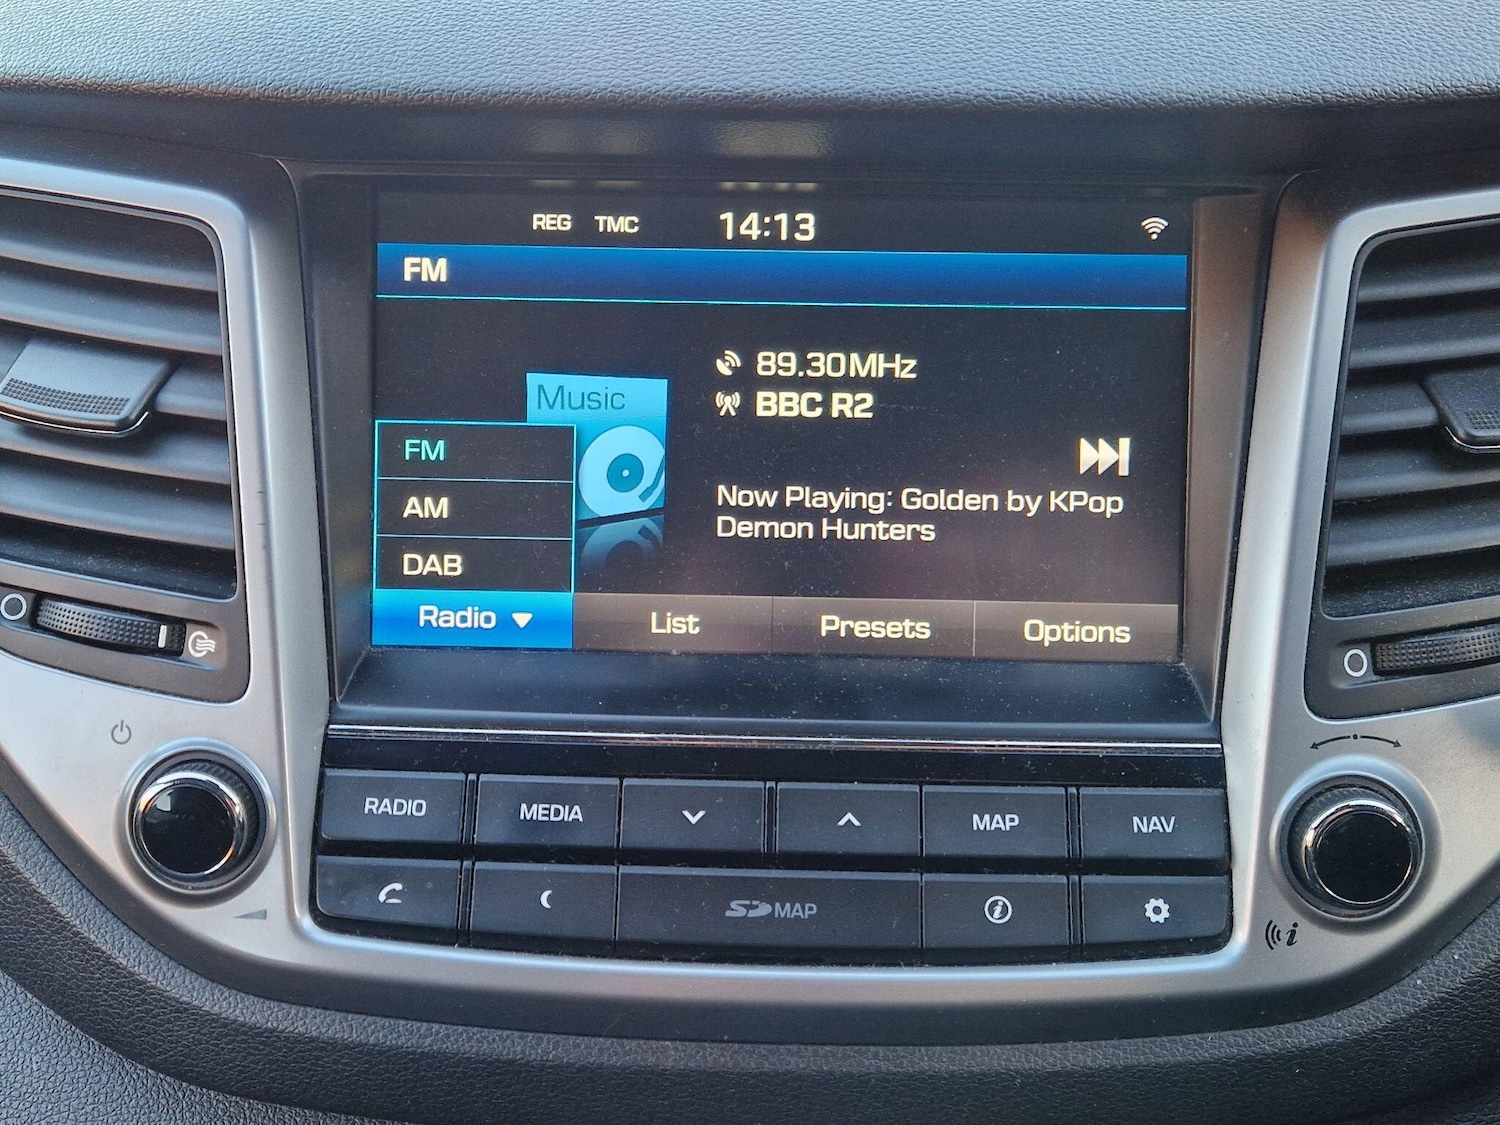 REG TMC 14:13
FM
89.30MHz
BBC R2
Music
FM
AM
DAB
Now Playing: Golden by KPop
Demon Hunters
Radio List Presets Options
RADIO MEDIA MAP NAV
SD MAP